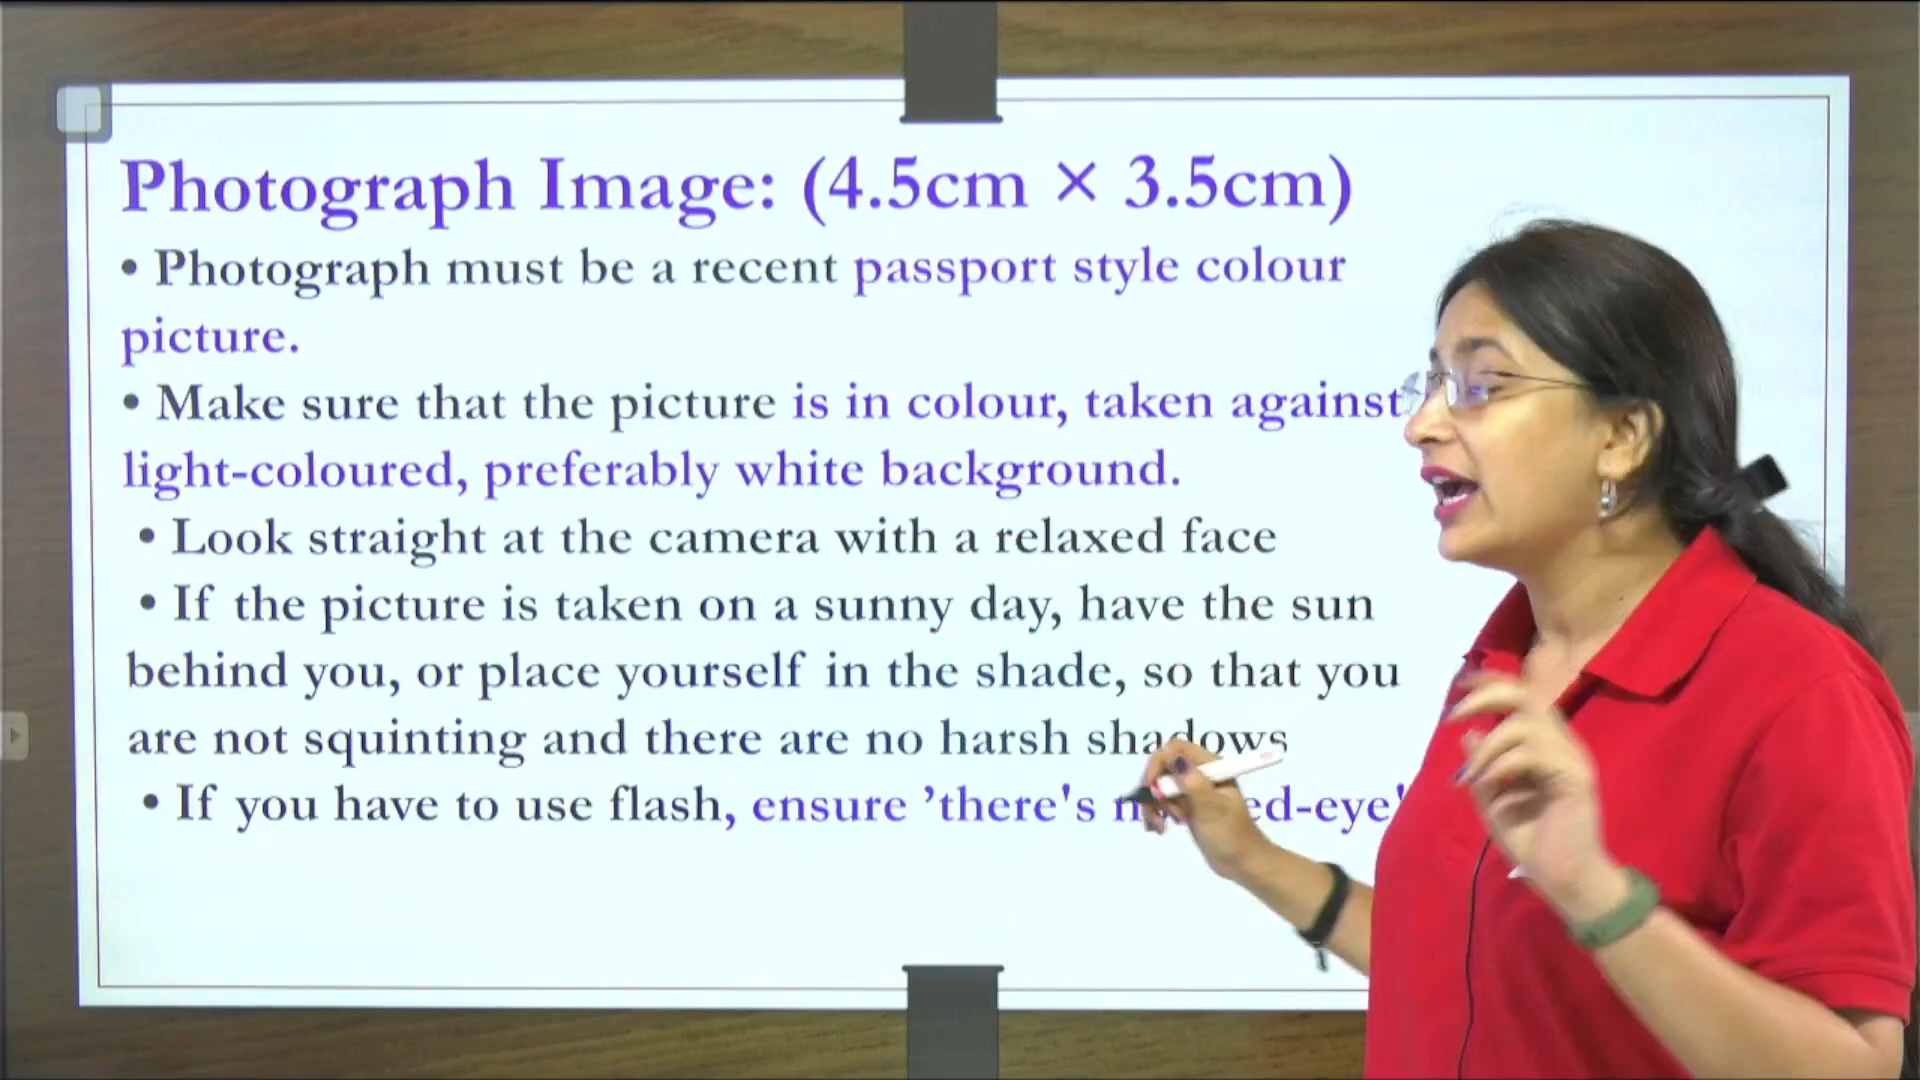 Photograph Image: (4.5cm × 3.5cm)
• Photograph must be a recent passport style colour
picture.
• Make sure that the picture is in colour, taken against
light-coloured, preferably white background.
• Look straight at the camera with a relaxed face
• If the picture is taken on a sunny day, have the sun
behind you, or place yourself in the shade, so that you
are not squinting and there are no harsh shadows
• If you have to use flash, ensure ’there's ed-eye'